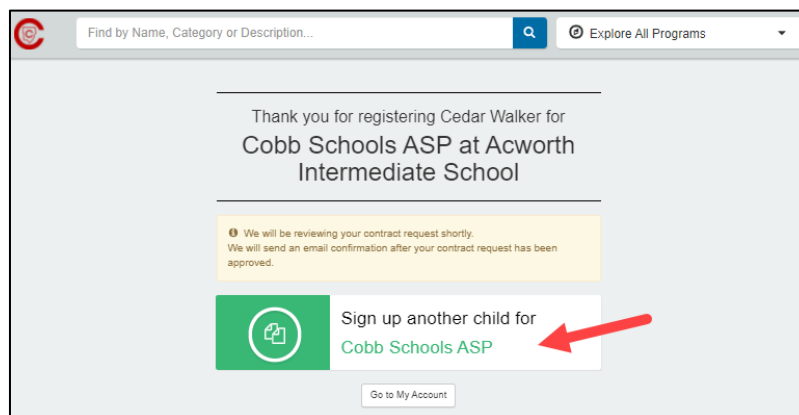 Find by Name, Category or Description...
Explore All Programs
Thank you for registering Cedar Walker for
Cobb Schools ASP at Acworth
Intermediate School
We will be reviewing your contract request shortly.
We will send an email confirmation after your contract request has been
approved.
Sign up another child for
Cobb Schools ASP
Go to My Account